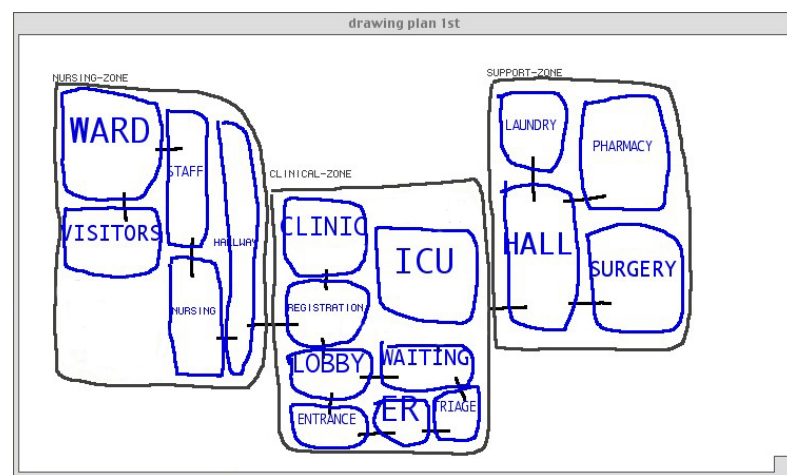 drawing plan 1st
NURSING-ZONE
WARD
STAFF
VISITORS
HALLWAY
NURSING
CLINICAL-ZONE
CLINIC
ICU
REGISTRATION
LOBBY
WAITING
ENTRANCE
ER
TRIAGE
SUPPORT-ZONE
LAUNDRY
PHARMACY
HALL
SURGERY